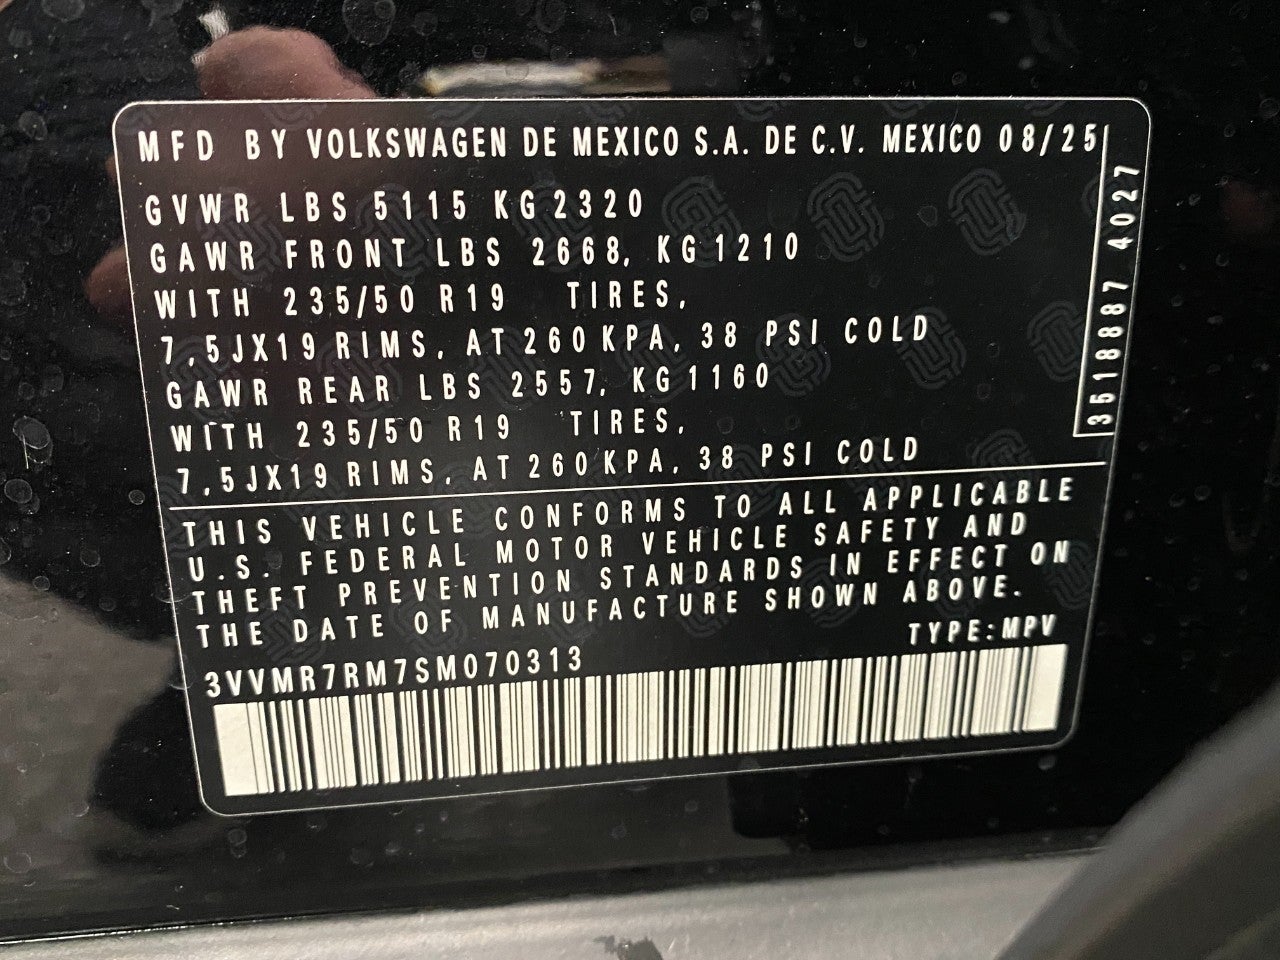 MFD BY VOLKSWAGEN DE MEXICO S.A. DE C.V. MEXICO 08/25
GVWR LBS 5115 KG 2320
GAWR FRONT LBS 2668, KG 1210
WITH 235/50 R19 TIRES,
7,5JX19 RIMS, AT 260 KPA, 38 PSI COLD
GAWR REAR LBS 2557, KG 1160
WITH 235/50 R19 TIRES,
7,5JX19 RIMS, AT 260 KPA, 38 PSI COLD
3518887 4027
THIS VEHICLE CONFORMS TO ALL APPLICABLE
U.S. FEDERAL MOTOR VEHICLE SAFETY AND
THEFT PREVENTION STANDARDS IN EFFECT ON
THE DATE OF MANUFACTURE SHOWN ABOVE.
TYPE:MPV
3VVMR7RM7SM070313